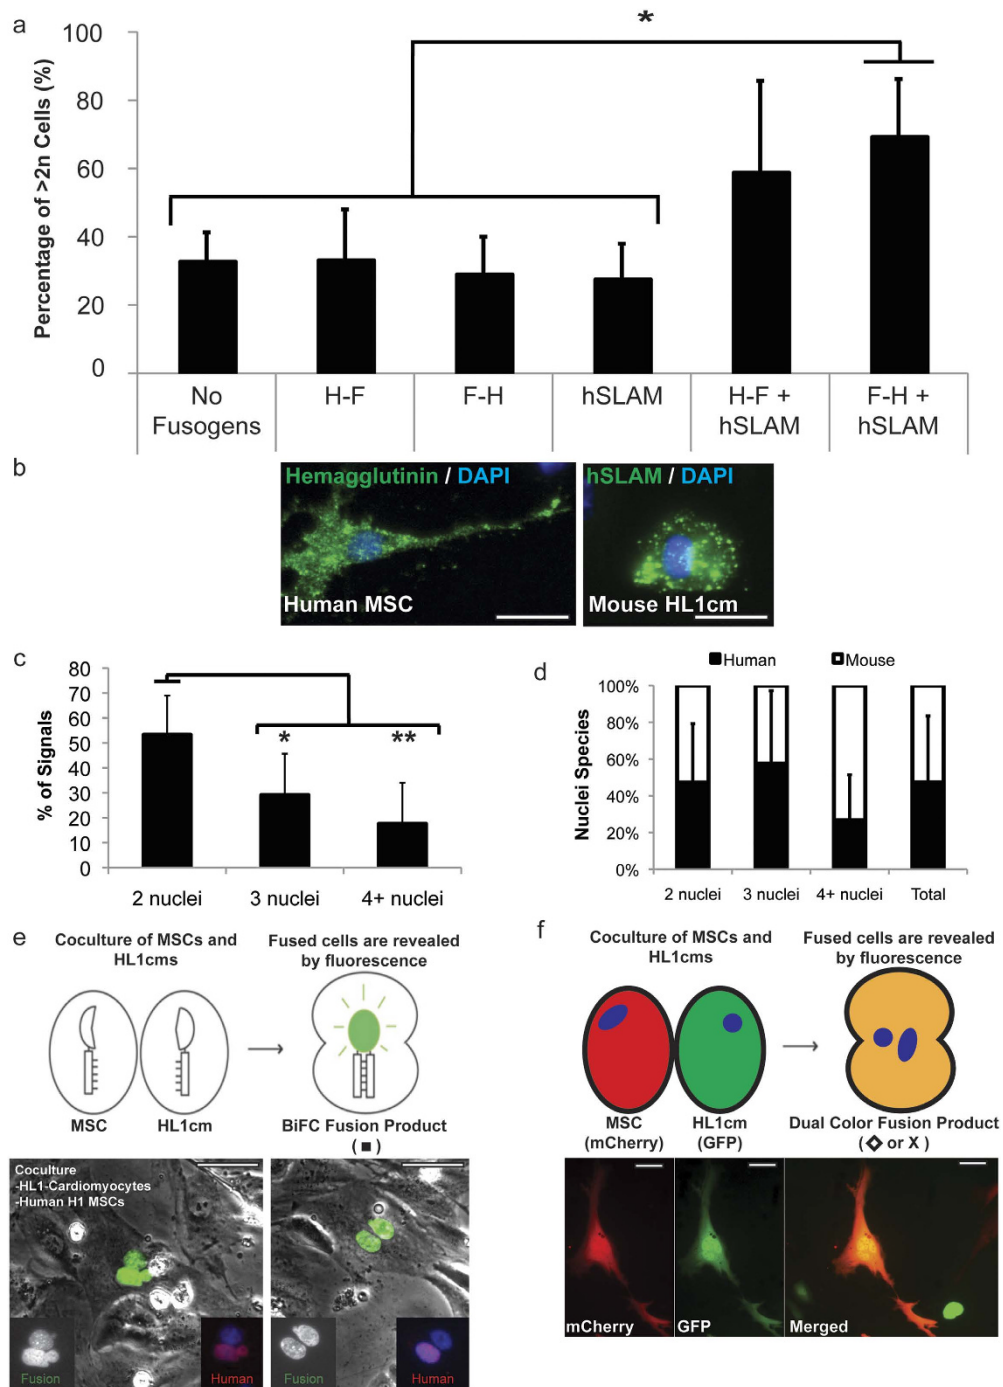 a
*
Percentage of >2n Cells (%)
100
80
60
40
20
0
No Fusogens
H-F
F-H
hSLAM
H-F + hSLAM
F-H + hSLAM
b
Hemagglutinin / DAPI
Human MSC
hSLAM / DAPI
Mouse HL1cm
c
% of Signals
80
70
60
50
40
30
20
10
0
*
**
2 nuclei
3 nuclei
4+ nuclei
d
Human
Mouse
Nuclei Species
100%
80%
60%
40%
20%
0%
2 nuclei
3 nuclei
4+ nuclei
Total
e
Coculture of MSCs and
HL1cms
Fused cells are revealed
by fluorescence
MSC
HL1cm
BiFC Fusion Product
( ■ )
Coculture
-HL1-Cardiomyocytes
-Human H1 MSCs
Fusion
Human
Fusion
Human
f
Coculture of MSCs and
HL1cms
Fused cells are revealed
by fluorescence
MSC
(mCherry)
HL1cm
(GFP)
Dual Color Fusion Product
( ◇ or X )
mCherry
GFP
Merged